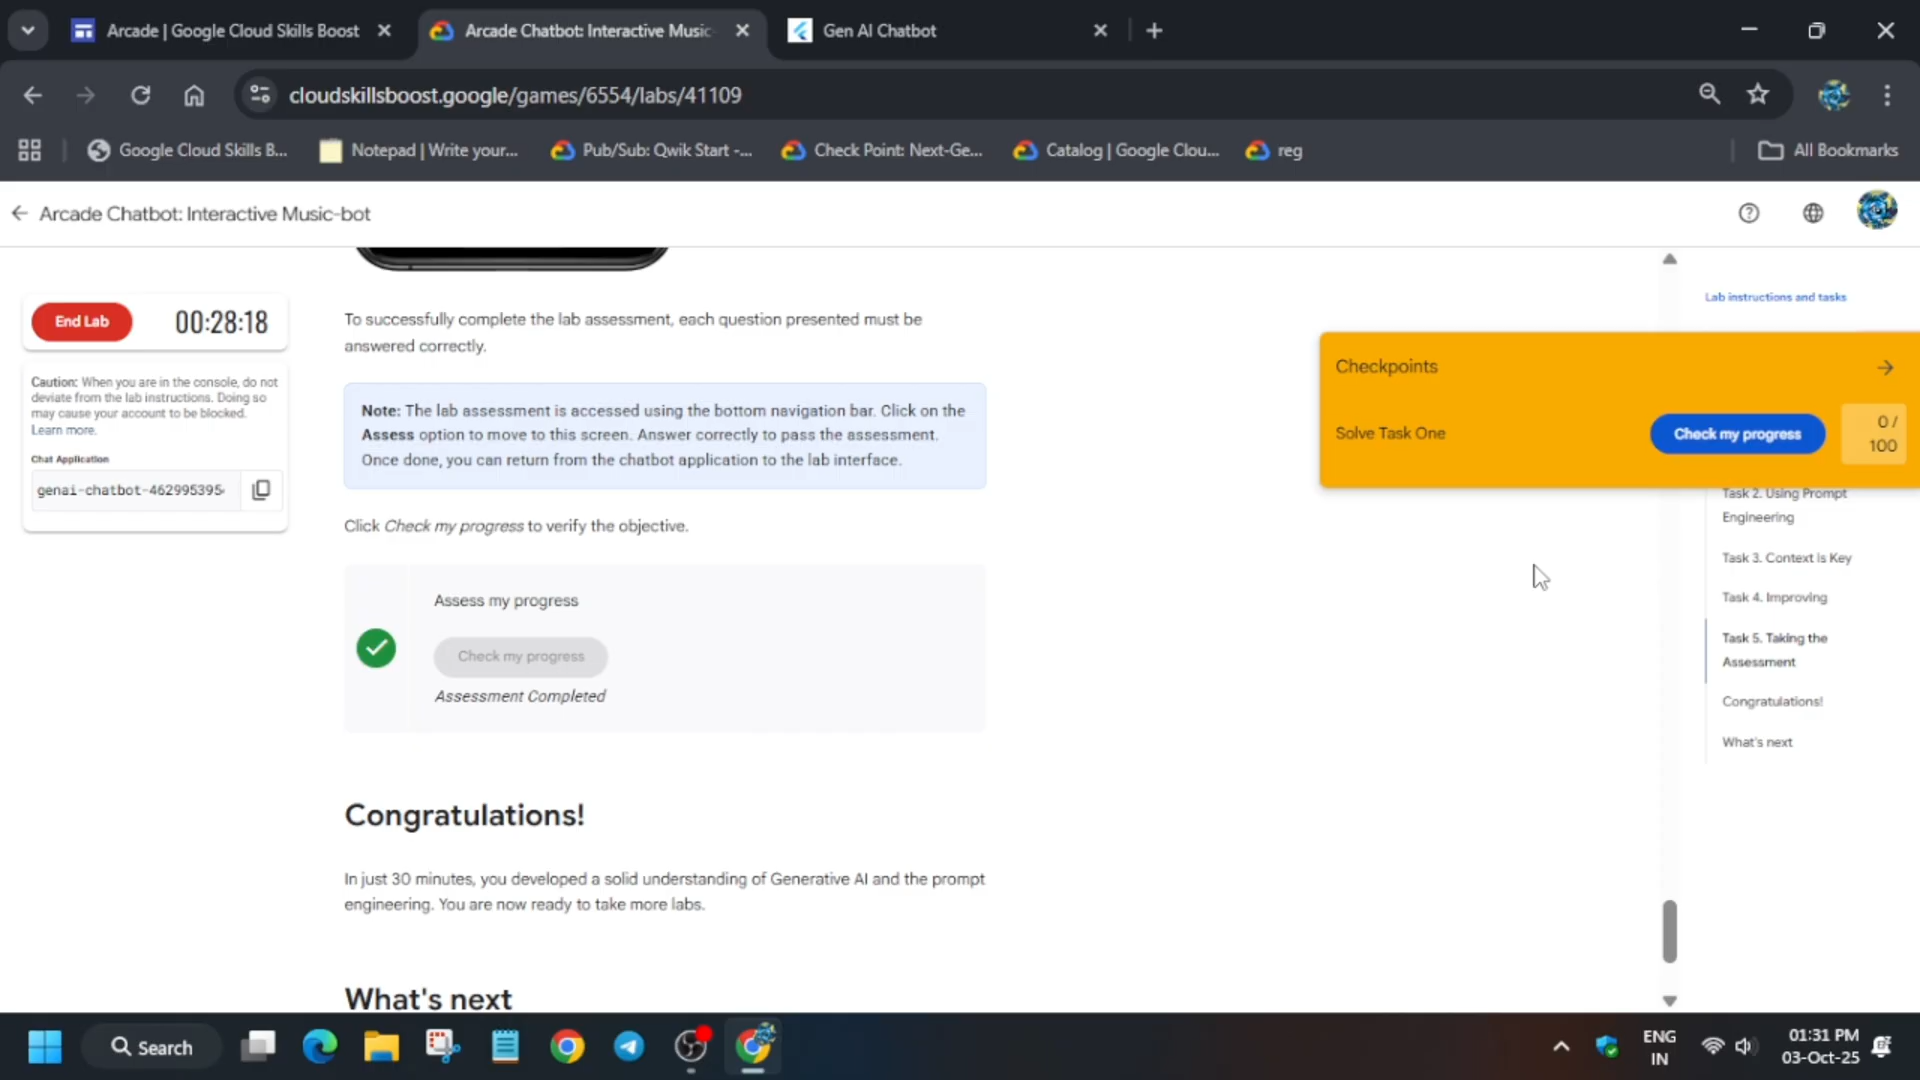 Arcade | Google Cloud Skills Boost
Arcade Chatbot: Interactive Music-
Gen AI Chatbot
cloudskillsboost.google/games/6554/labs/41109
Google Cloud Skills B...
Notepad | Write your...
Pub/Sub: Qwik Start -...
Check Point: Next-Ge...
Catalog | Google Clou...
reg
All Bookmarks
Arcade Chatbot: Interactive Music-bot
End Lab
00:28:18
Caution: When you are in the console, do not
deviate from the lab instructions. Doing so
may cause your account to be blocked.
Learn more.
Chat Application
genai-chatbot-462995395
To successfully complete the lab assessment, each question presented must be
answered correctly.
Note: The lab assessment is accessed using the bottom navigation bar. Click on the
Assess option to move to this screen. Answer correctly to pass the assessment.
Once done, you can return from the chatbot application to the lab interface.
Click Check my progress to verify the objective.
Assess my progress
Check my progress
Assessment Completed
Congratulations!
In just 30 minutes, you developed a solid understanding of Generative AI and the prompt
engineering. You are now ready to take more labs.
What's next
Lab instructions and tasks
Checkpoints
Solve Task One
Check my progress
0 /
100
Task 2. Using Prompt
Engineering
Task 3. Context is Key
Task 4. Improving
Task 5. Taking the
Assessment
Congratulations!
What's next
Search
ENG
IN
01:31 PM
03-Oct-25